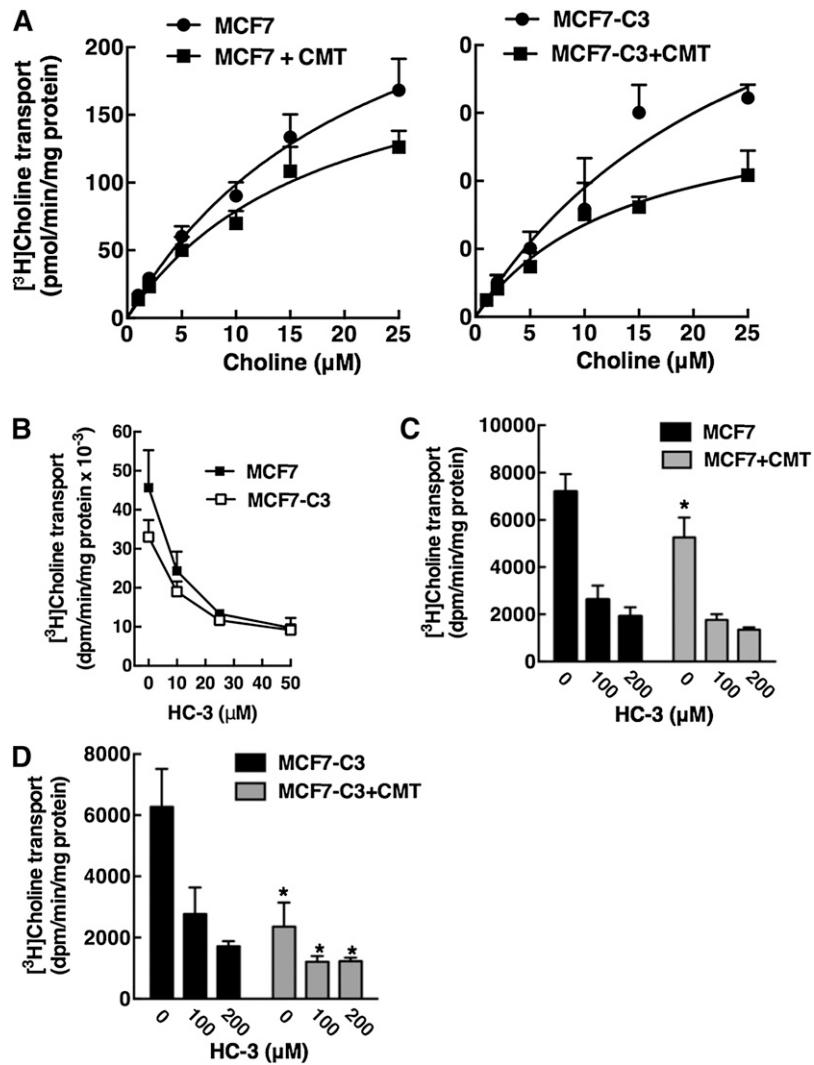 A
MCF7
MCF7 + CMT
[³H]Choline transport
(pmol/min/mg protein)
200
150
100
50
0
0 5 10 15 20 25
Choline (µM)
MCF7-C3
MCF7-C3+CMT
0
0
0
0
0
0 5 10 15 20 25
Choline (µM)
B
[³H]Choline transport
(dpm/min/mg protein x 10⁻³)
60
50
40
30
20
10
0
MCF7
MCF7-C3
0 10 20 30 40 50
HC-3 (µM)
C
[³H]Choline transport
(dpm/min/mg protein)
10000
8000
6000
4000
2000
0
MCF7
MCF7+CMT
*
0 100 200 0 100 200
HC-3 (µM)
D
[³H]Choline transport
(dpm/min/mg protein)
8000
6000
4000
2000
0
MCF7-C3
MCF7-C3+CMT
* * *
0 100 200 0 100 200
HC-3 (µM)